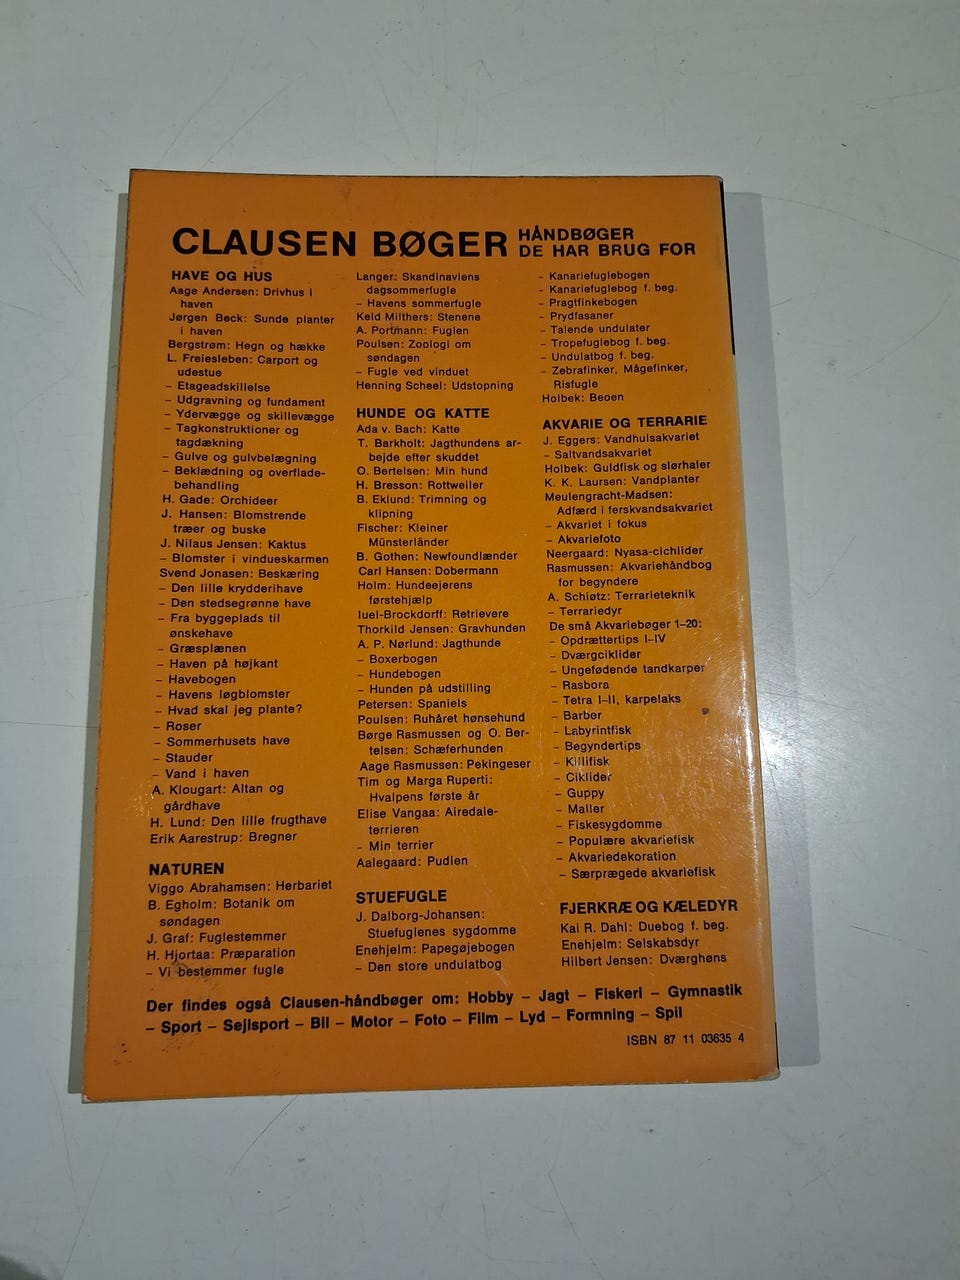 CLAUSEN BØGER
HÅNDBØGER
DE HAR BRUG FOR
HAVE OG HUS
Aage Andersen: Drivhus i
haven
Jørgen Beck: Sunde planter
i haven
Bergstrøm: Hegn og hække
L. Freiesleben: Carport og
udestue
– Etageadskillelse
– Udgravning og fundament
– Ydervægge og skillevægge
– Tagkonstruktioner og
tagdækning
– Gulve og gulvbelægning
– Beklædning og overflade-
behandling
H. Gade: Orchideer
J. Hansen: Blomstrende
træer og buske
J. Nilaus Jensen: Kaktus
– Blomster i vindueskarmen
Svend Jonasen: Beskæring
– Den lille krydderihave
– Den stedsegrønne have
– Fra byggeplads til
ønskehave
– Græsplænen
– Haven på højkant
– Havebogen
– Havens løgblomster
– Hvad skal jeg plante?
– Roser
– Sommerhusets have
– Stauder
– Vand i haven
A. Klougart: Altan og
gårdhave
H. Lund: Den lille frugthave
Erik Aarestrup: Bregner
NATUREN
Viggo Abrahamsen: Herbariet
B. Egholm: Botanik om
søndagen
J. Graf: Fuglestemmer
H. Hjortaa: Præparation
– Vi bestemmer fugle
Langer: Skandinaviens
dagsommerfugle
– Havens sommerfugle
Keld Milthers: Stenene
A. Portmann: Fuglen
Poulsen: Zoologi om
søndagen
– Fugle ved vinduet
Henning Scheel: Udstopning
HUNDE OG KATTE
Ada v. Bach: Katte
T. Barkholt: Jagthundens ar-
bejde efter skuddet
O. Bertelsen: Min hund
H. Bresson: Rottweiler
B. Eklund: Trimning og
klipning
Fischer: Kleiner
Münsterländer
B. Gothen: Newfoundlænder
Carl Hansen: Dobermann
Holm: Hundeejerens
førstehjælp
Iuel-Brockdorff: Retrievere
Thorkild Jensen: Gravhunden
A. P. Nørlund: Jagthunde
– Boxerbogen
– Hundebogen
– Hunden på udstilling
Petersen: Spaniels
Poulsen: Ruhåret hønsehund
Børge Rasmussen og O. Ber-
telsen: Schæferhunden
Aage Rasmussen: Pekingeser
Tim og Marga Ruperti:
Hvalpens første år
Elise Vangaa: Airedale-
terrieren
– Min terrier
Aalegaard: Pudlen
STUEFUGLE
J. Dalborg-Johansen:
Stuefuglenes sygdomme
Enehjelm: Papegøjebogen
– Den store undulatbog
– Kanariefuglebogen
– Kanariefuglebog f. beg.
– Pragtfinkebogen
– Prydfasaner
– Talende undulater
– Tropefuglebog f. beg.
– Undulatbog f. beg.
– Zebrafinker, Mågefinker,
Risfugle
Holbek: Beoen
AKVARIE OG TERRARIE
J. Eggers: Vandhulsakvariet
– Saltvandsakvariet
Holbek: Guldfisk og slørhaler
K. K. Laursen: Vandplanter
Meulengracht-Madsen:
Adfærd i ferskvandsakvariet
– Akvariet i fokus
– Akvariefoto
Neergaard: Nyasa-cichlider
Rasmussen: Akvariehåndbog
for begyndere
A. Schiøtz: Terrarieteknik
– Terrariedyr
De små Akvariebøger 1–20:
– Opdrættertips I–IV
– Dværgciklider
– Ungefødende tandkarper
– Rasbora
– Tetra I–II, karpelaks
– Barber
– Labyrintfisk
– Begyndertips
– Killifisk
– Ciklider
– Guppy
– Maller
– Fiskesygdomme
– Populære akvariefisk
– Akvariedekoration
– Særprægede akvariefisk
FJERKRÆ OG KÆLEDYR
Kai R. Dahl: Duebog f. beg.
Enehjelm: Selskabsdyr
Hilbert Jensen: Dværghøns
Der findes også Clausen-håndbøger om: Hobby – Jagt – Fiskeri – Gymnastik
– Sport – Sejlsport – Bil – Motor – Foto – Film – Lyd – Formning – Spil
ISBN 87 11 03635 4